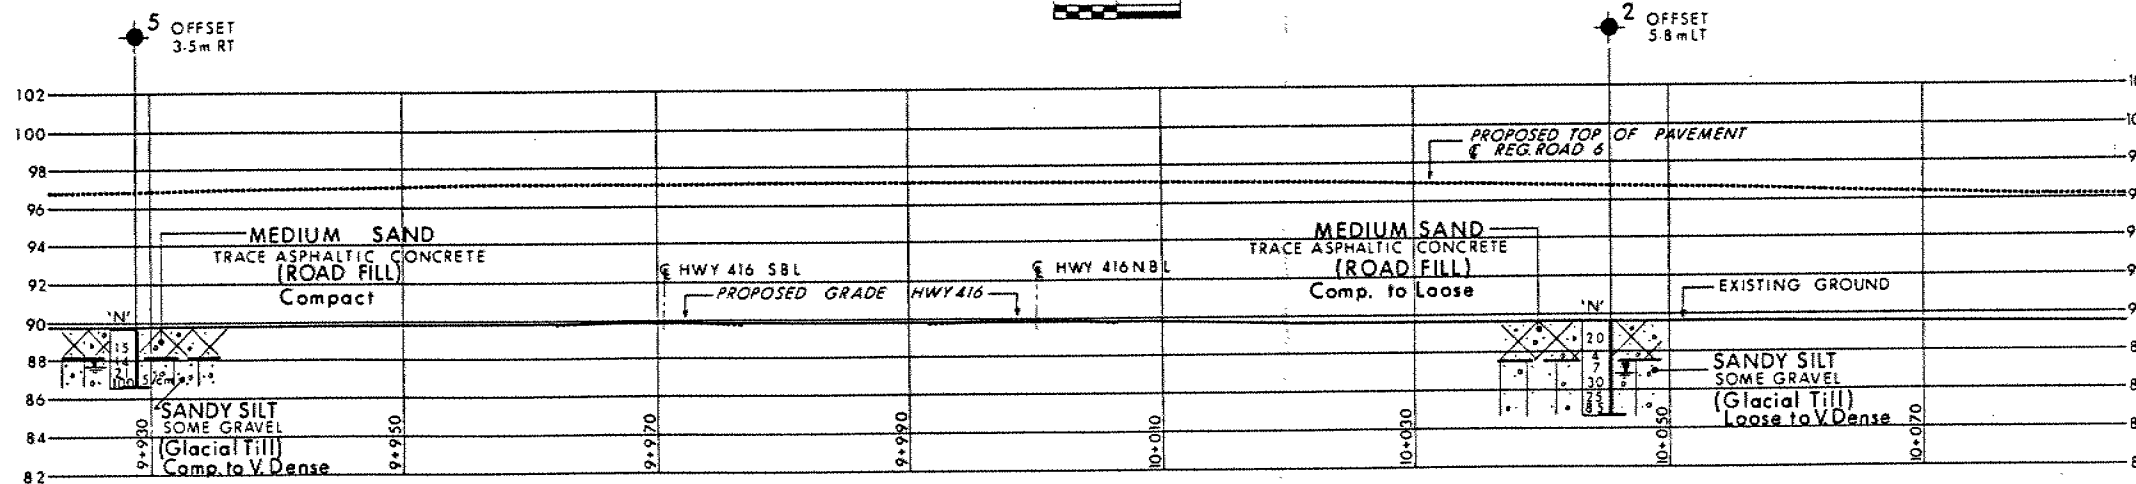 5 OFFSET
3.5m RT
2 OFFSET
5.8mLT
102
100
98
96
94
92
90
88
86
84
82
PROPOSED TOP OF PAVEMENT
℄ REG. ROAD 6
MEDIUM SAND
TRACE ASPHALTIC CONCRETE
(ROAD FILL)
Compact
℄ HWY 416 SBL
℄ HWY 416 NBL
PROPOSED GRADE HWY 416
MEDIUM SAND
TRACE ASPHALTIC CONCRETE
(ROAD FILL)
Comp. to Loose
EXISTING GROUND
'N'
15
14
21
100
'N'
20
4
7
30
25
85
SANDY SILT
SOME GRAVEL
(Glacial Till)
Comp. to V. Dense
SANDY SILT
SOME GRAVEL
(Glacial Till)
Loose to V. Dense
9+930
9+950
9+970
9+990
10+010
10+030
10+050
10+070